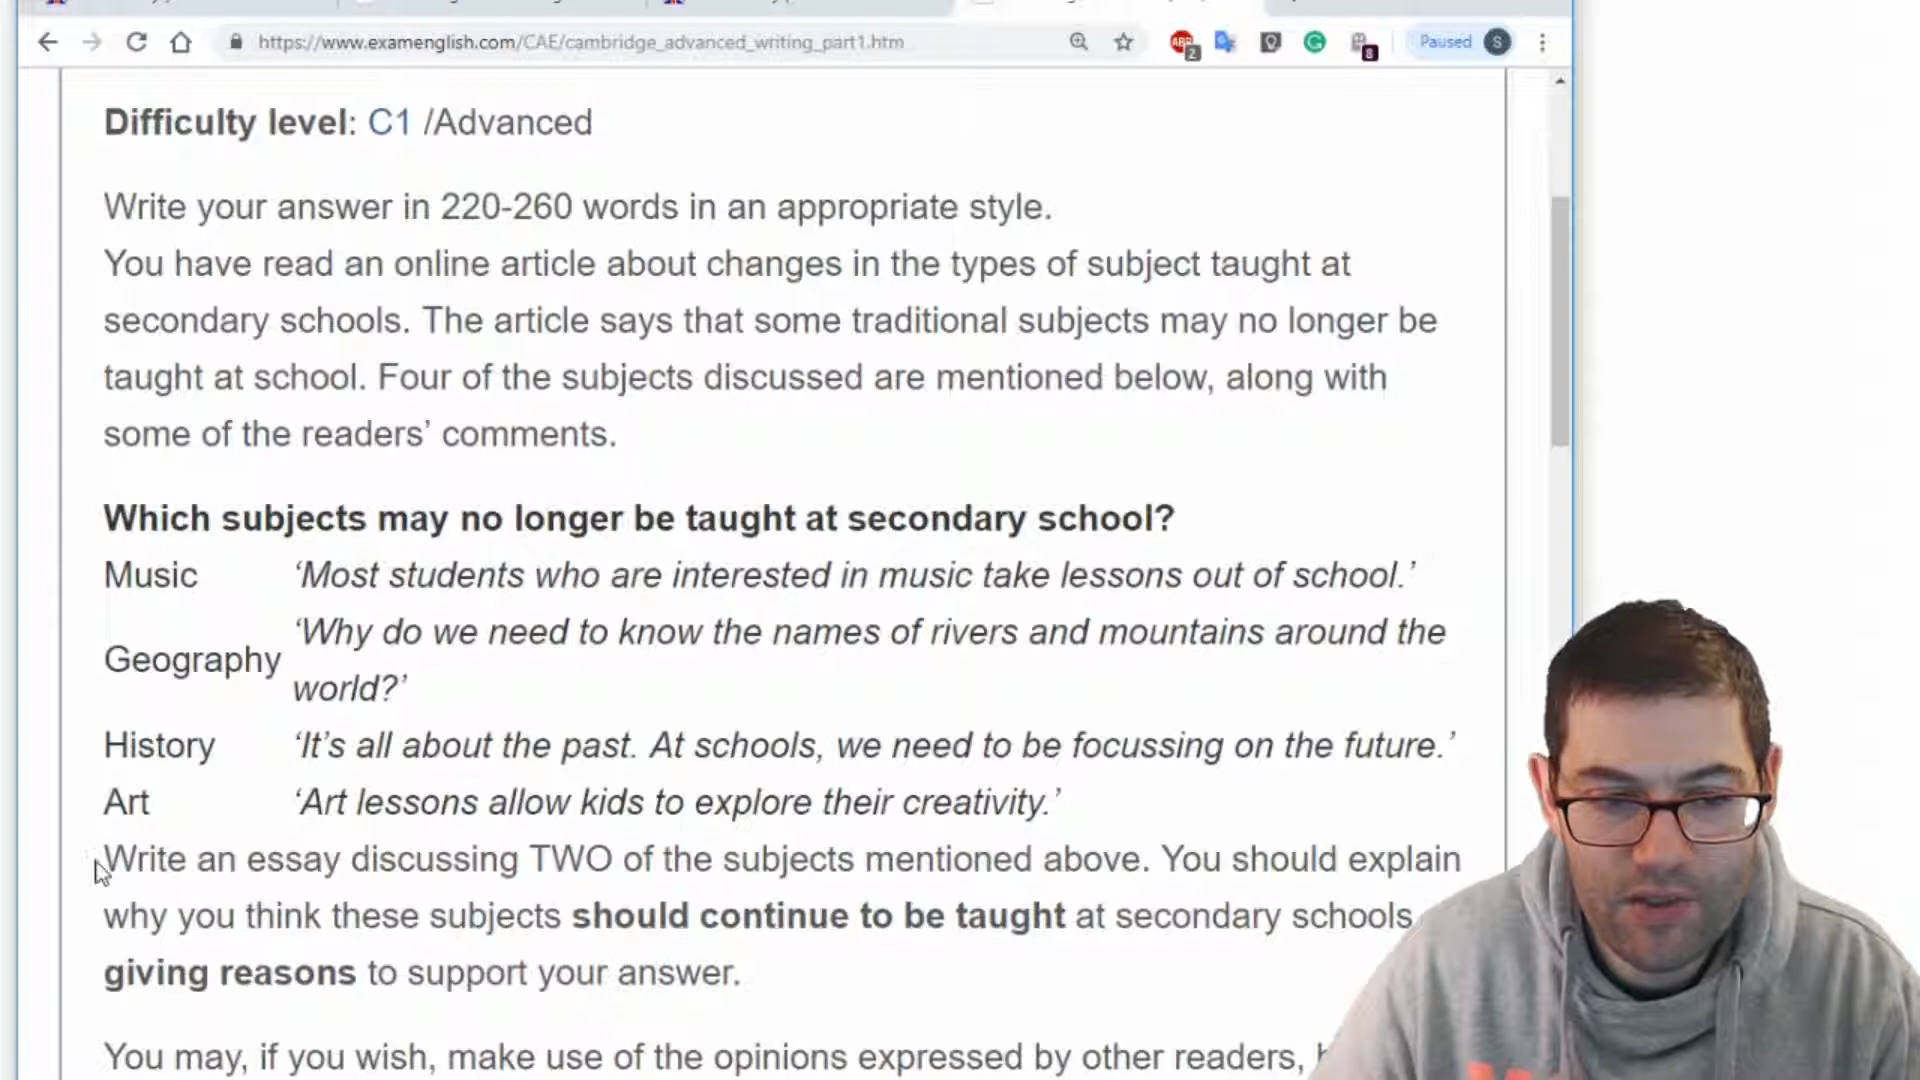 https://www.examenglish.com/CAE/cambridge_advanced_writing_part1.htm
ABP
2
8
Paused
S
Difficulty level: C1 /Advanced
Write your answer in 220-260 words in an appropriate style.
You have read an online article about changes in the types of subject taught at
secondary schools. The article says that some traditional subjects may no longer be
taught at school. Four of the subjects discussed are mentioned below, along with
some of the readers’ comments.
Which subjects may no longer be taught at secondary school?
Music ‘Most students who are interested in music take lessons out of school.’
Geography ‘Why do we need to know the names of rivers and mountains around the
world?’
History ‘It’s all about the past. At schools, we need to be focussing on the future.’
Art ‘Art lessons allow kids to explore their creativity.’
Write an essay discussing TWO of the subjects mentioned above. You should explain
why you think these subjects should continue to be taught at secondary schools
giving reasons to support your answer.
You may, if you wish, make use of the opinions expressed by other readers,